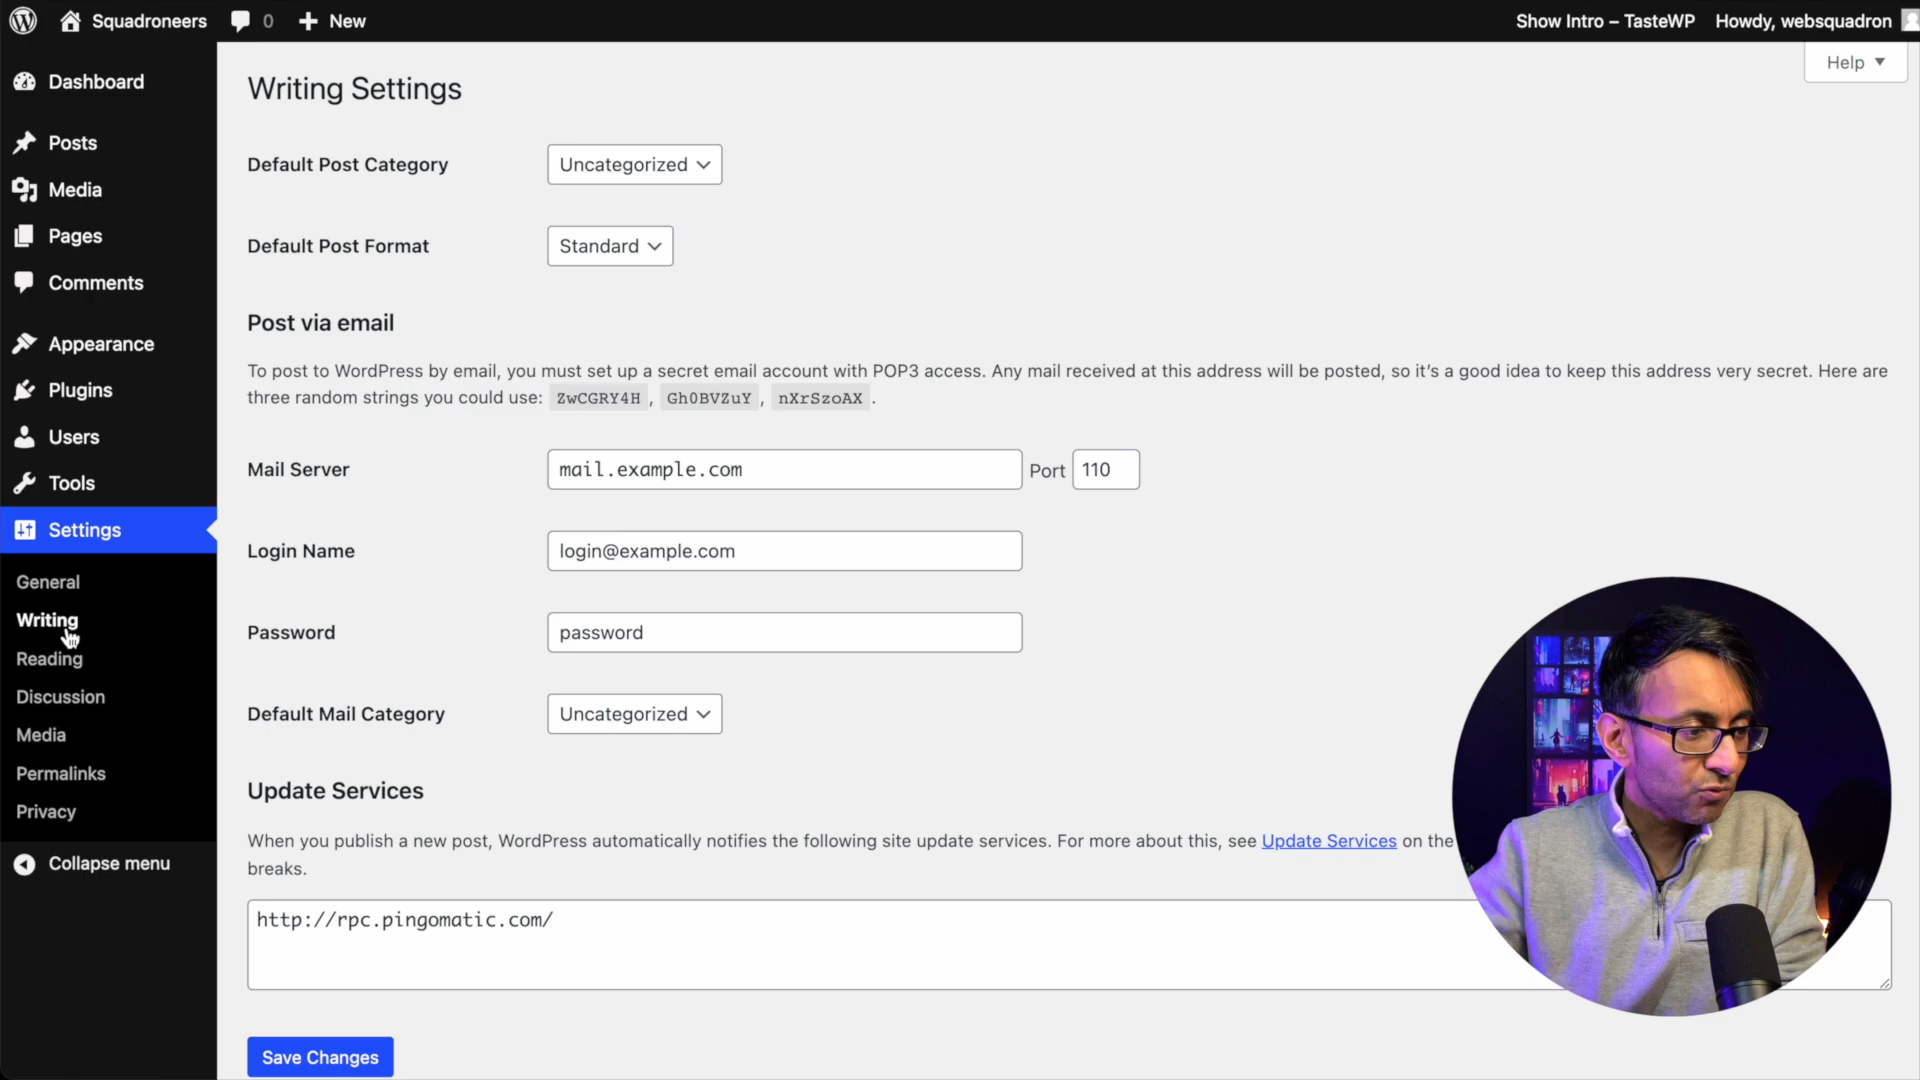 Squadroneers 0 New Show Intro – TasteWP Howdy, websquadron
Help
Dashboard
Posts
Media
Pages
Comments
Appearance
Plugins
Users
Tools
Settings
General
Writing
Reading
Discussion
Media
Permalinks
Privacy
Collapse menu
Writing Settings
Default Post Category Uncategorized
Default Post Format Standard
Post via email
To post to WordPress by email, you must set up a secret email account with POP3 access. Any mail received at this address will be posted, so it's a good idea to keep this address very secret. Here are
three random strings you could use: ZwCGRY4H , Gh0BVZuY , nXrSzoAX .
Mail Server mail.example.com Port 110
Login Name login@example.com
Password password
Default Mail Category Uncategorized
Update Services
When you publish a new post, WordPress automatically notifies the following site update services. For more about this, see Update Services on the
breaks.
http://rpc.pingomatic.com/
Save Changes